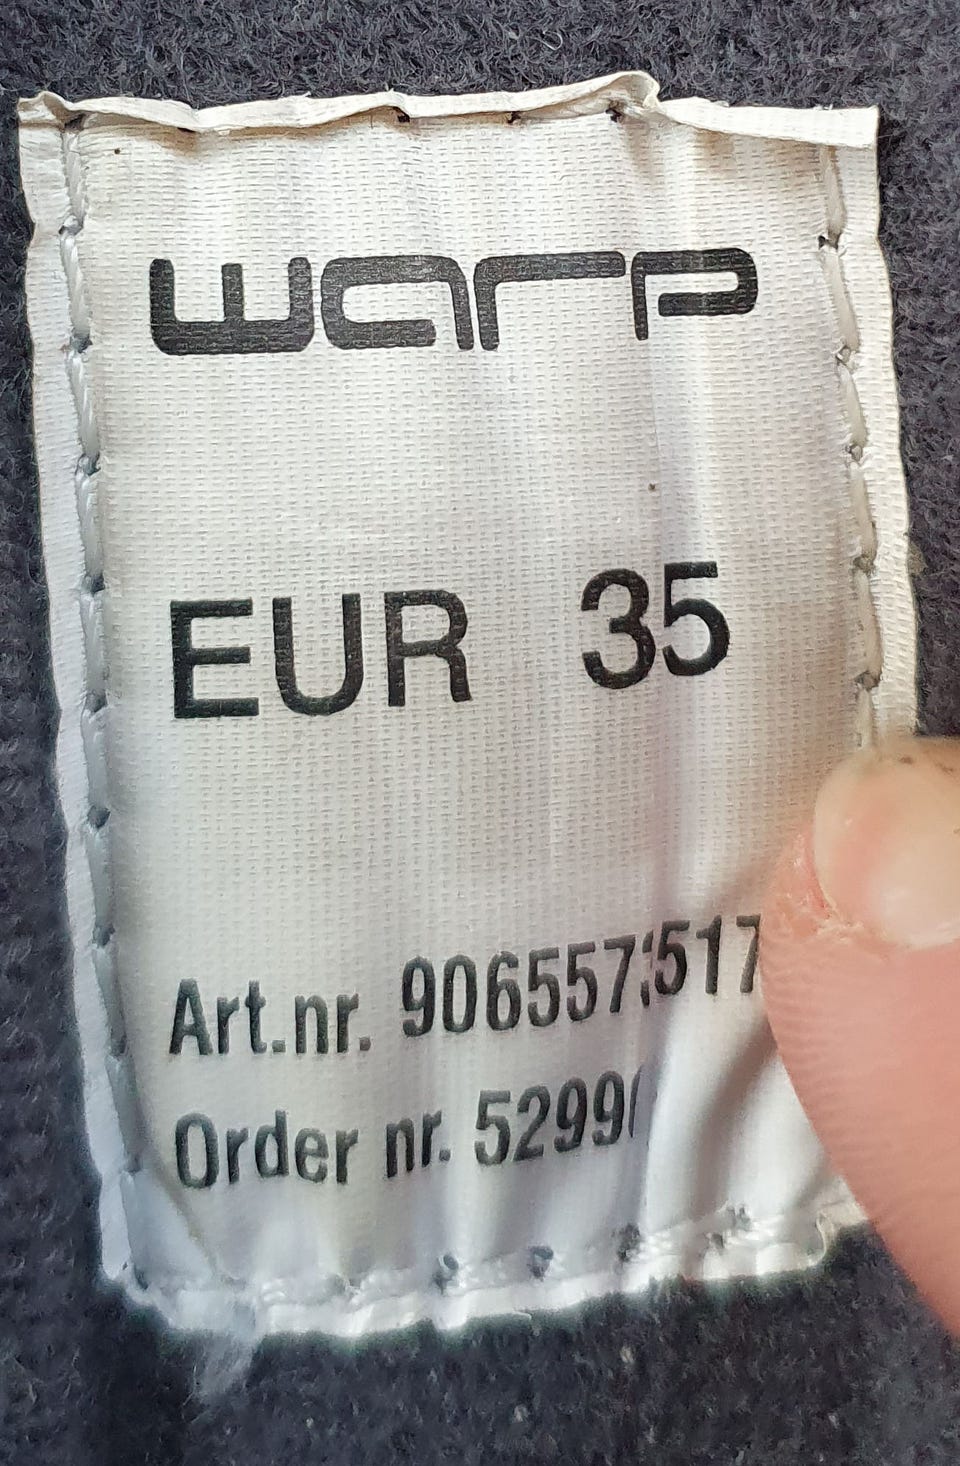 warp
EUR 35
Art.nr.
Order nr.